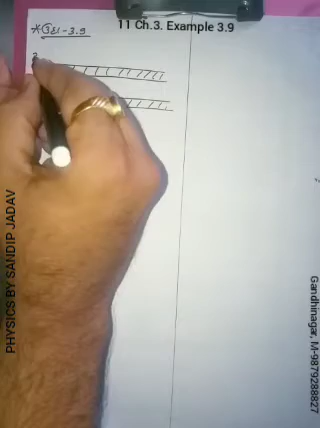 11 Ch.3. Example 3.9
PHYSICS BY SANDIP JADAV
Gandhinagar, M-9879288827